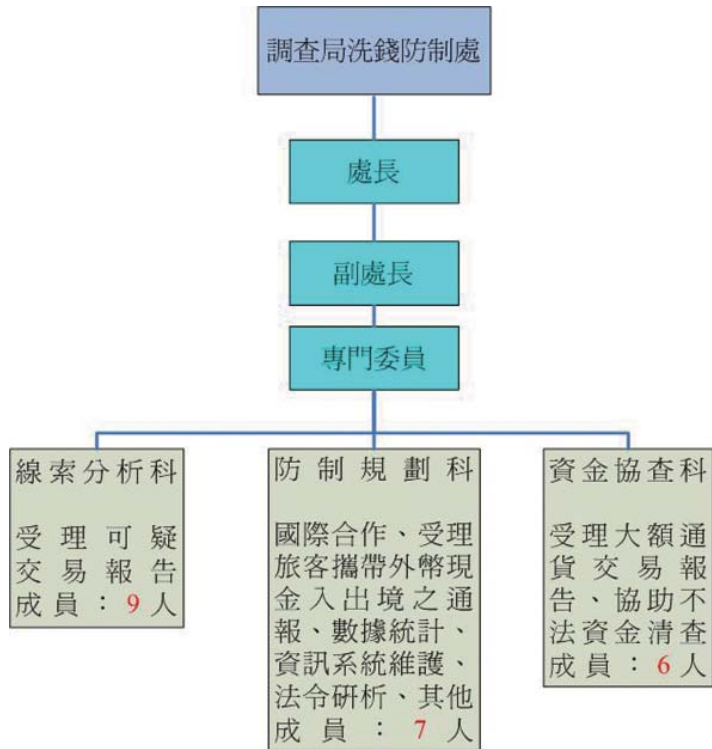 調查局洗錢防制處
處長
副處長
專門委員
線索分析科
受理可疑
交易報告
成員：9人
防制規劃科
國際合作、受理
旅客攜帶外幣現
金入出境之通
報、數據統計、
資訊系統維護、
法令研析、其他
成員：7人
資金協查科
受理大額通
貨交易報
告、協助不
法資金清查
成員：6人